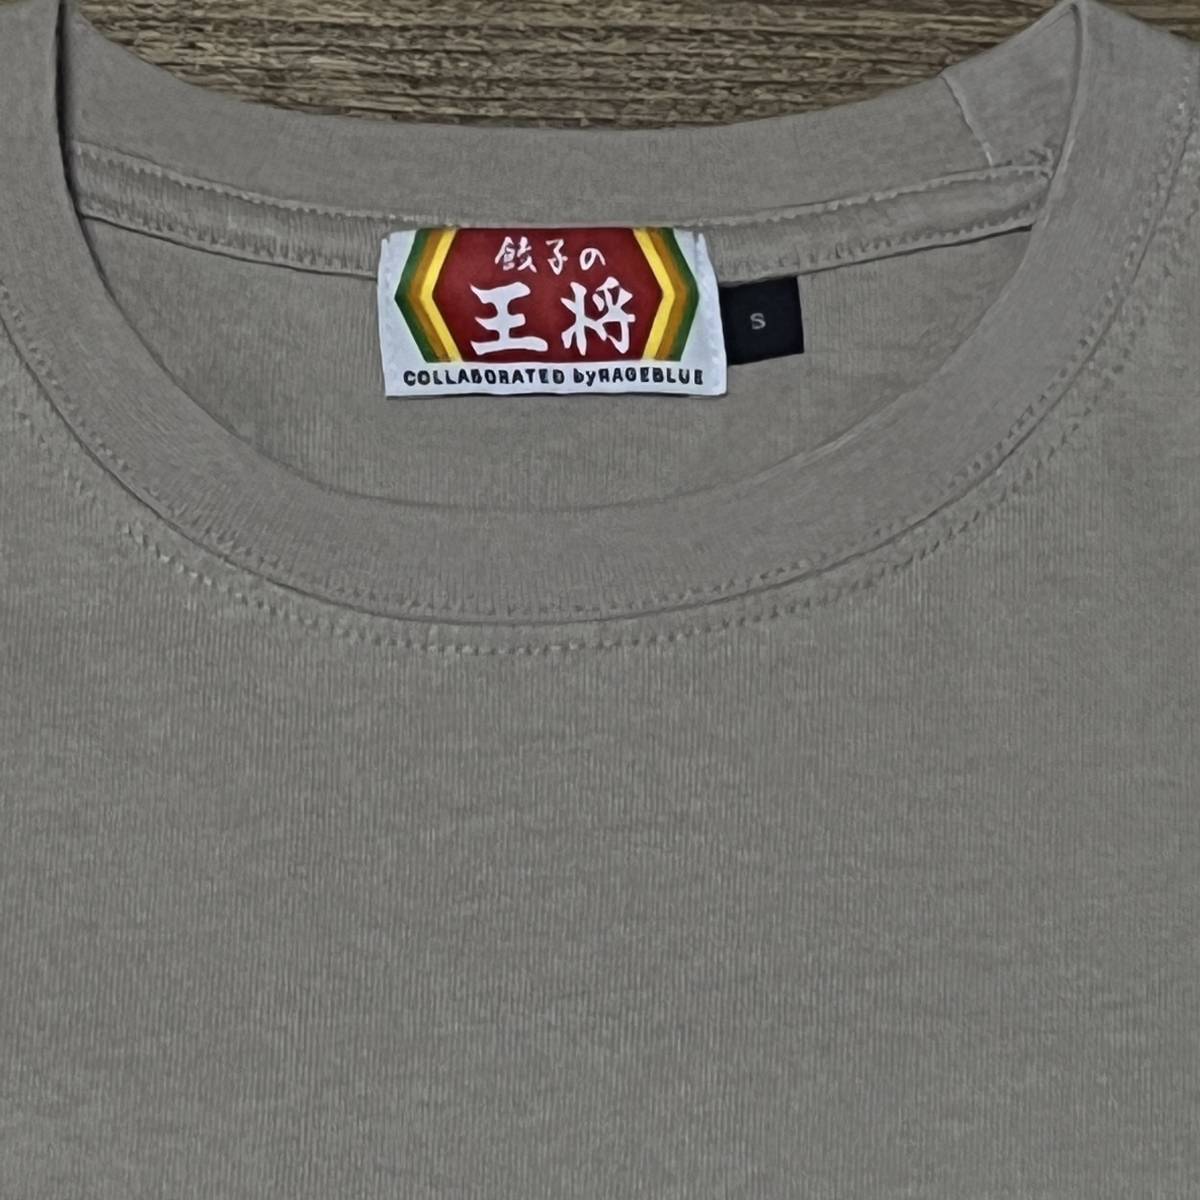 餃子の
王将
COLLABORATED byRAGEBLUE
S